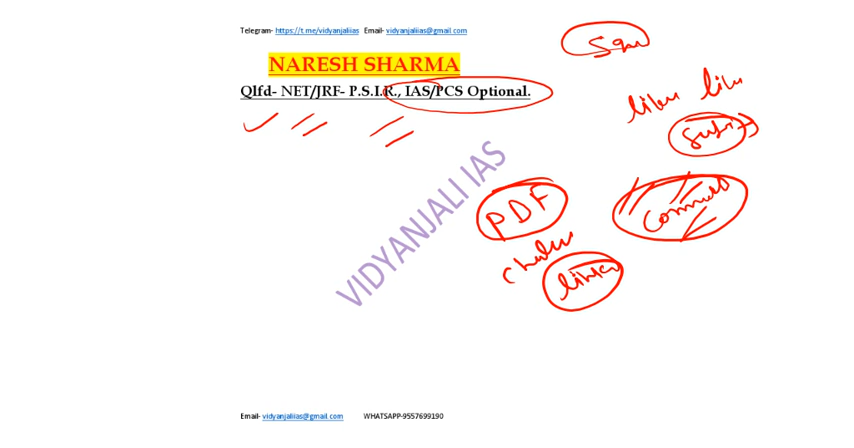 Telegram- https://t.me/vidyanjaliias Email- vidyanjaliias@gmail.com
NARESH SHARMA
Qlfd- NET/JRF- P.S.I.R., IAS/PCS Optional.
PDF
VIDYANJALI IAS
Email- vidyanjaliias@gmail.com WHATSAPP-9557699190